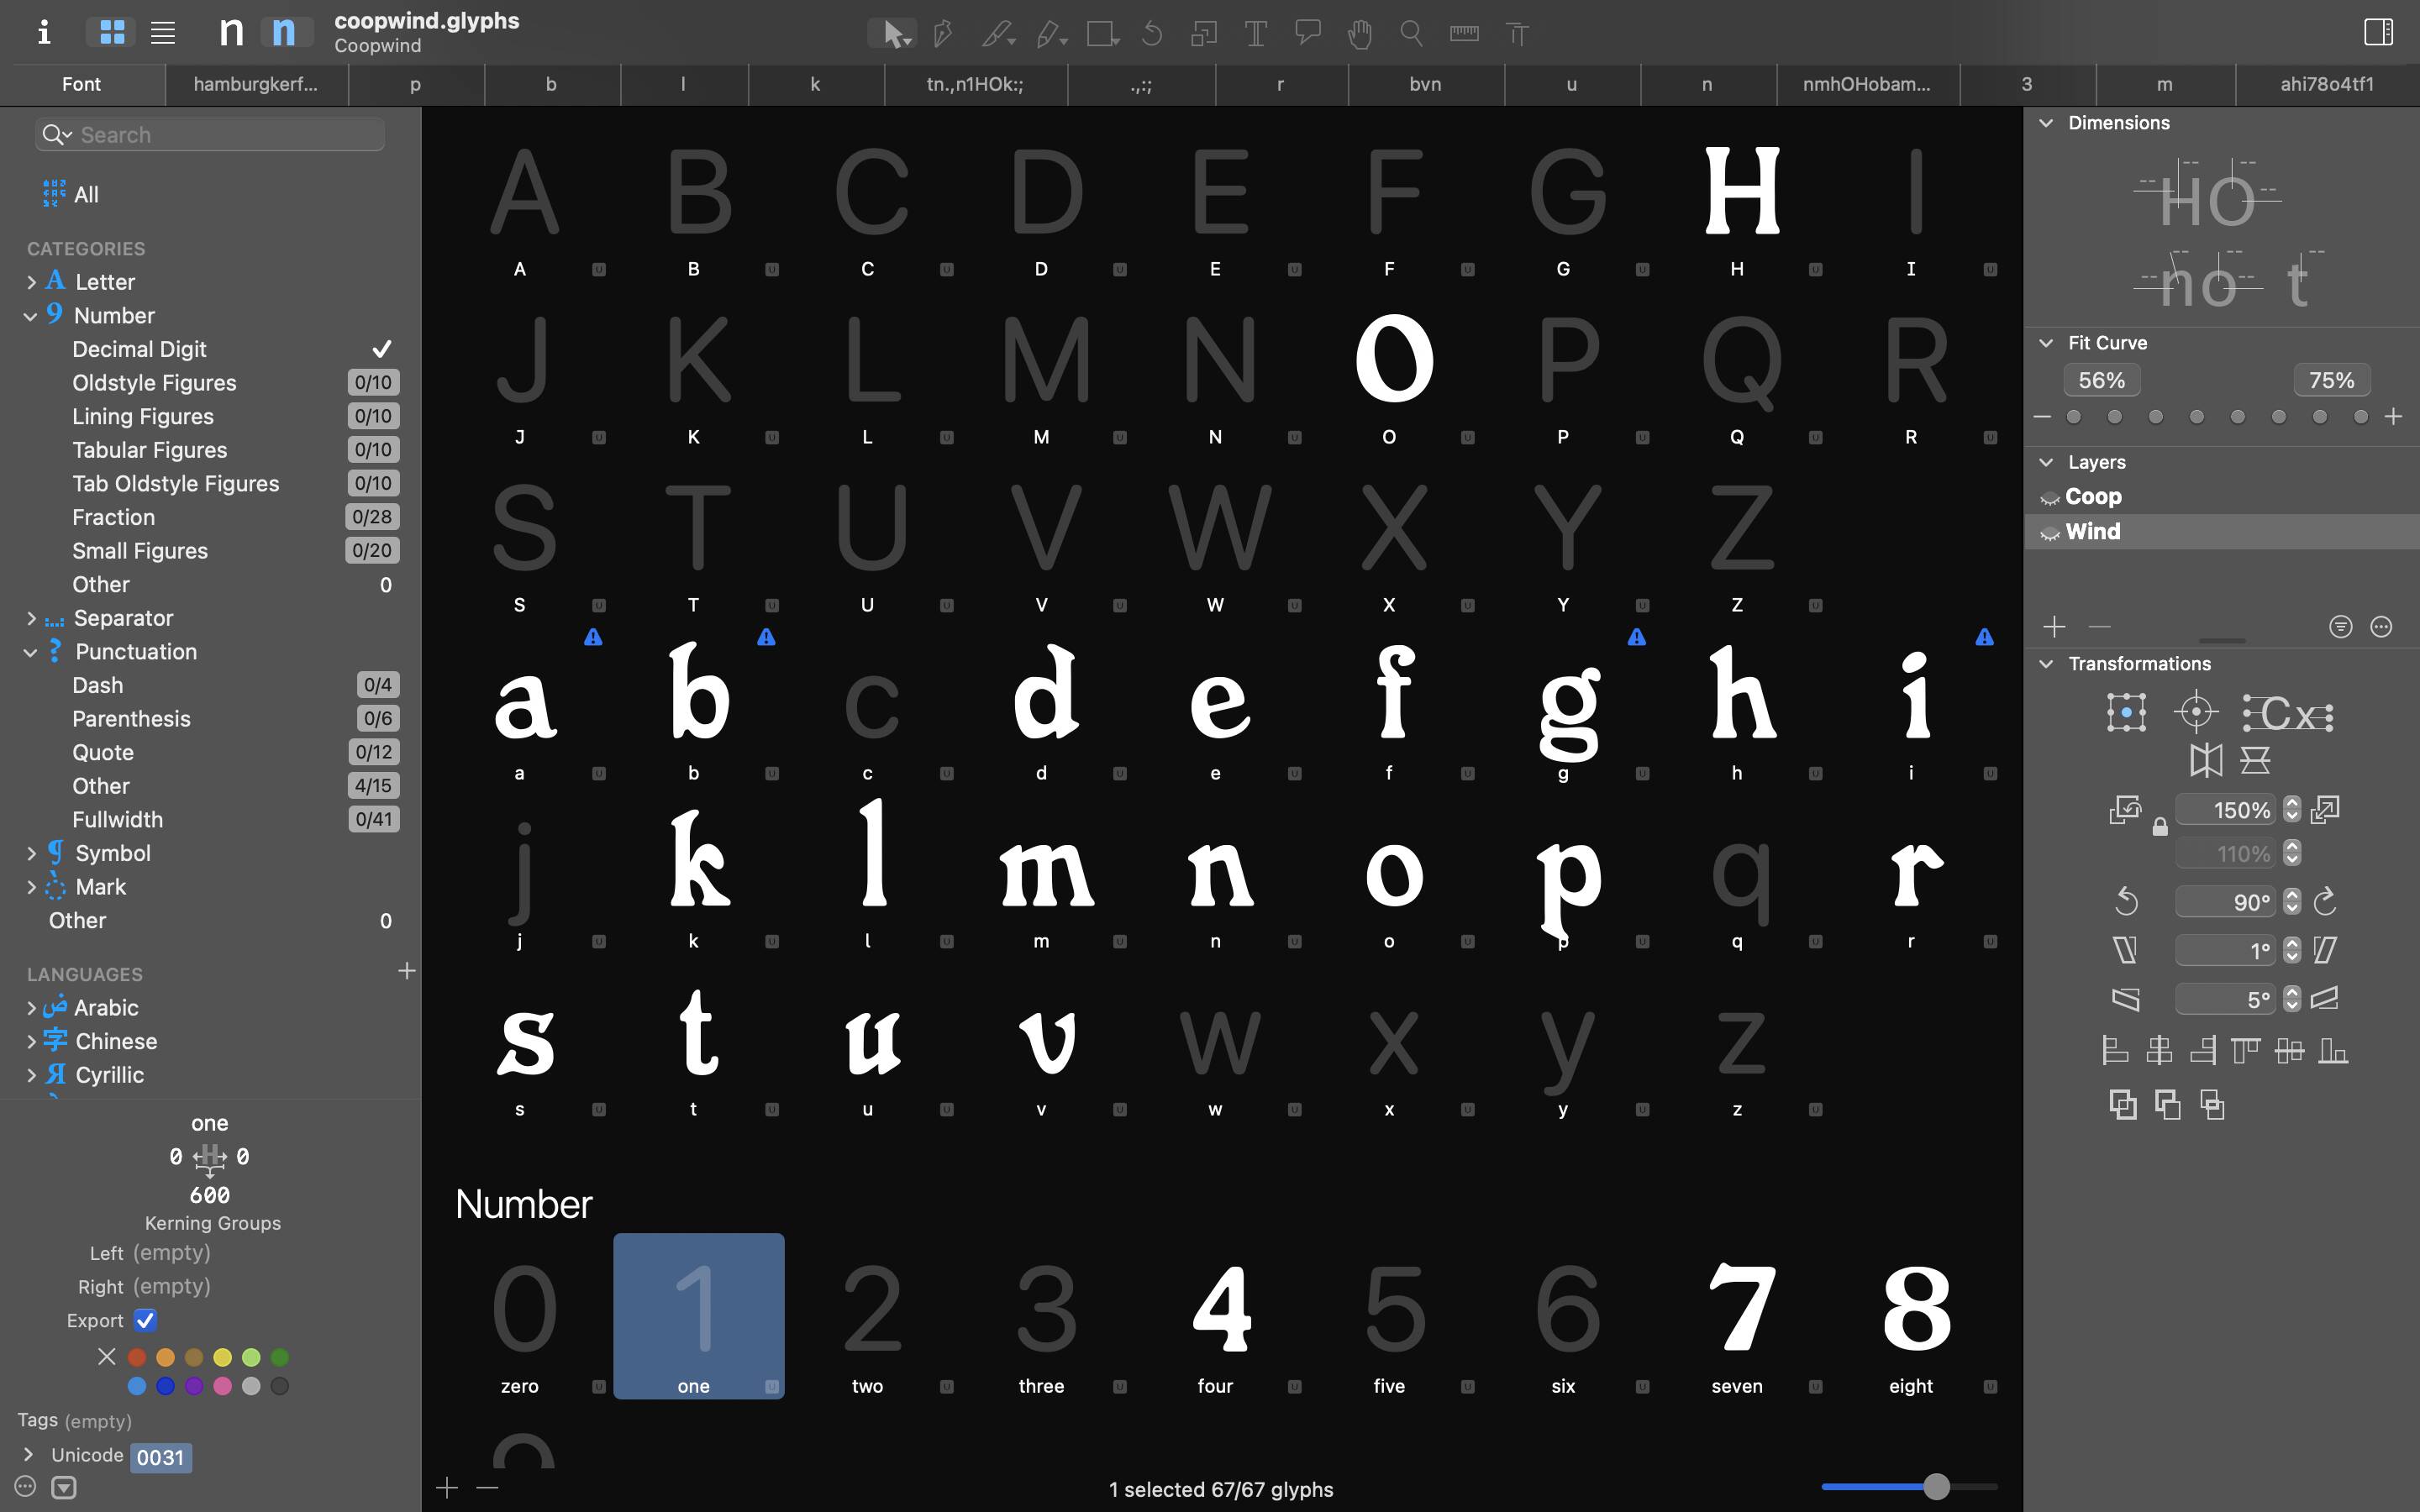 coopwind.glyphs
Coopwind
Font hamburgkerf... p b l k tn.,n1HOk:; .,:; r bvn u n nmhOHobam... 3 m ahi78o4tf1
Search
All
CATEGORIES
Letter
Number
Decimal Digit
Oldstyle Figures 0/10
Lining Figures 0/10
Tabular Figures 0/10
Tab Oldstyle Figures 0/10
Fraction 0/28
Small Figures 0/20
Other 0
Separator
Punctuation
Dash 0/4
Parenthesis 0/6
Quote 0/12
Other 4/15
Fullwidth 0/41
Symbol
Mark
Other 0
LANGUAGES
Arabic
Chinese
Cyrillic
one
0 H 0
600
Kerning Groups
Left (empty)
Right (empty)
Export
Tags (empty)
Unicode 0031
A B C D E F G H I
A B C D E F G H I
J K L M N O P Q R
J K L M N O P Q R
S T U V W X Y Z
S T U V W X Y Z
a b c d e f g h i
a b c d e f g h i
j k l m n o p q r
j k l m n o p q r
s t u v w x y z
s t u v w x y z
Number
0 1 2 3 4 5 6 7 8
zero one two three four five six seven eight
1 selected 67/67 glyphs
Dimensions
HO
no t
Fit Curve
56% 75%
Layers
Coop
Wind
Transformations
Cx
150%
110%
90°
1°
5°